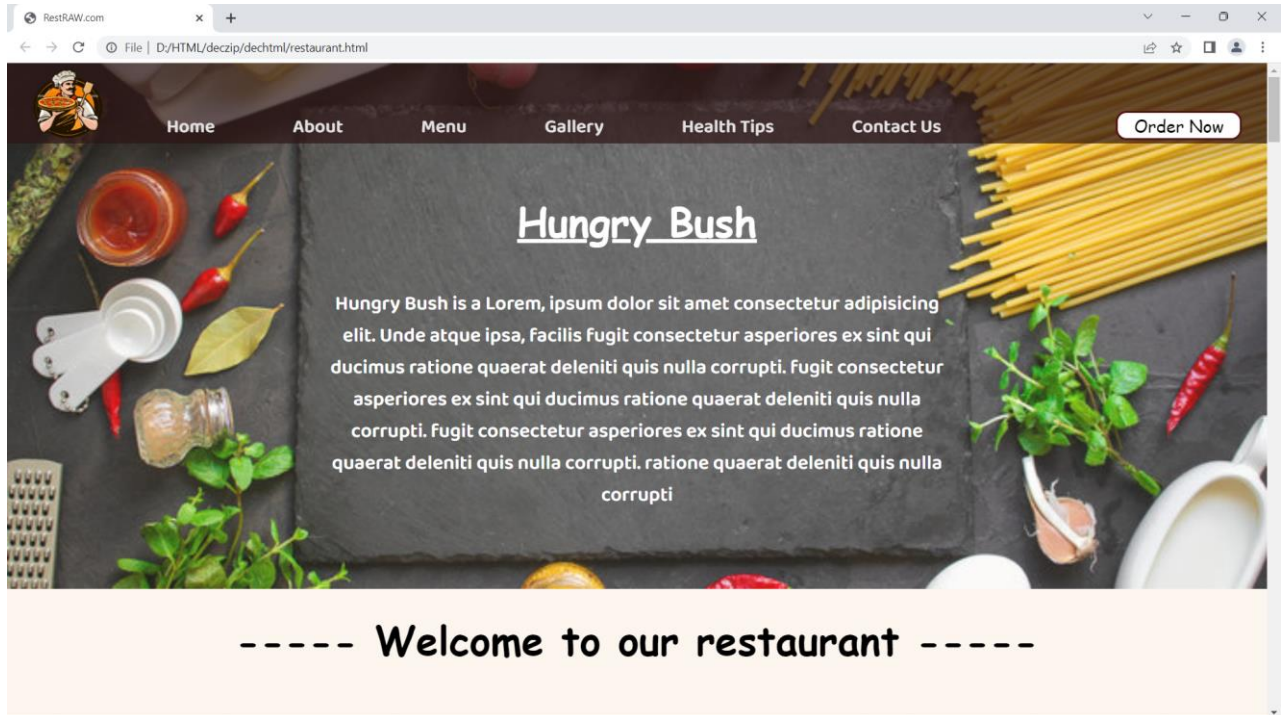 RestRAW.com
File | D:/HTML/deczip/dechtml/restaurant.html
Home About Menu Gallery Health Tips Contact Us Order Now
Hungry Bush
Hungry Bush is a Lorem, ipsum dolor sit amet consectetur adipisicing
elit. Unde atque ipsa, facilis fugit consectetur asperiores ex sint qui
ducimus ratione quaerat deleniti quis nulla corrupti. fugit consectetur
asperiores ex sint qui ducimus ratione quaerat deleniti quis nulla
corrupti. fugit consectetur asperiores ex sint qui ducimus ratione
quaerat deleniti quis nulla corrupti. ratione quaerat deleniti quis nulla
corrupti
----- Welcome to our restaurant -----